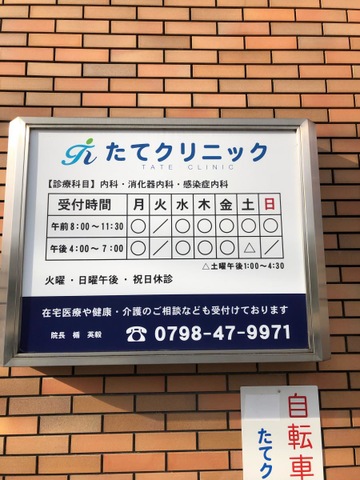 たてクリニック
TATE CLINIC
【診療科目】内科・消化器内科・感染症内科
受付時間 月 火 水 木 金 土 日
午前8:00〜11:30 ○ ／ ○ ○ ○ ○ ○
午後4:00〜7:00 ○ ／ ○ ○ ○ △ ／
△土曜午後1:00〜4:30
火曜・日曜午後・祝日休診
在宅医療や健康・介護のご相談なども受付けております
院長 楯 英毅 ☎0798-47-9971
自転車
たてク